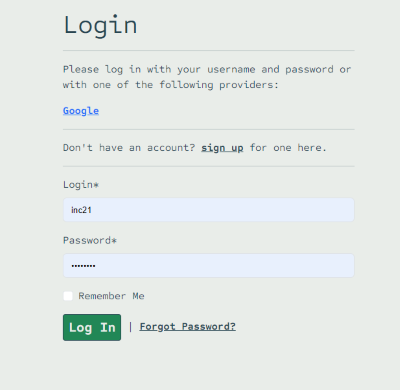 Login
Please log in with your username and password or
with one of the following providers:
Google
Don't have an account? sign up for one here.
Login*
inc21
Password*
••••••••
Remember Me
Log In | Forgot Password?